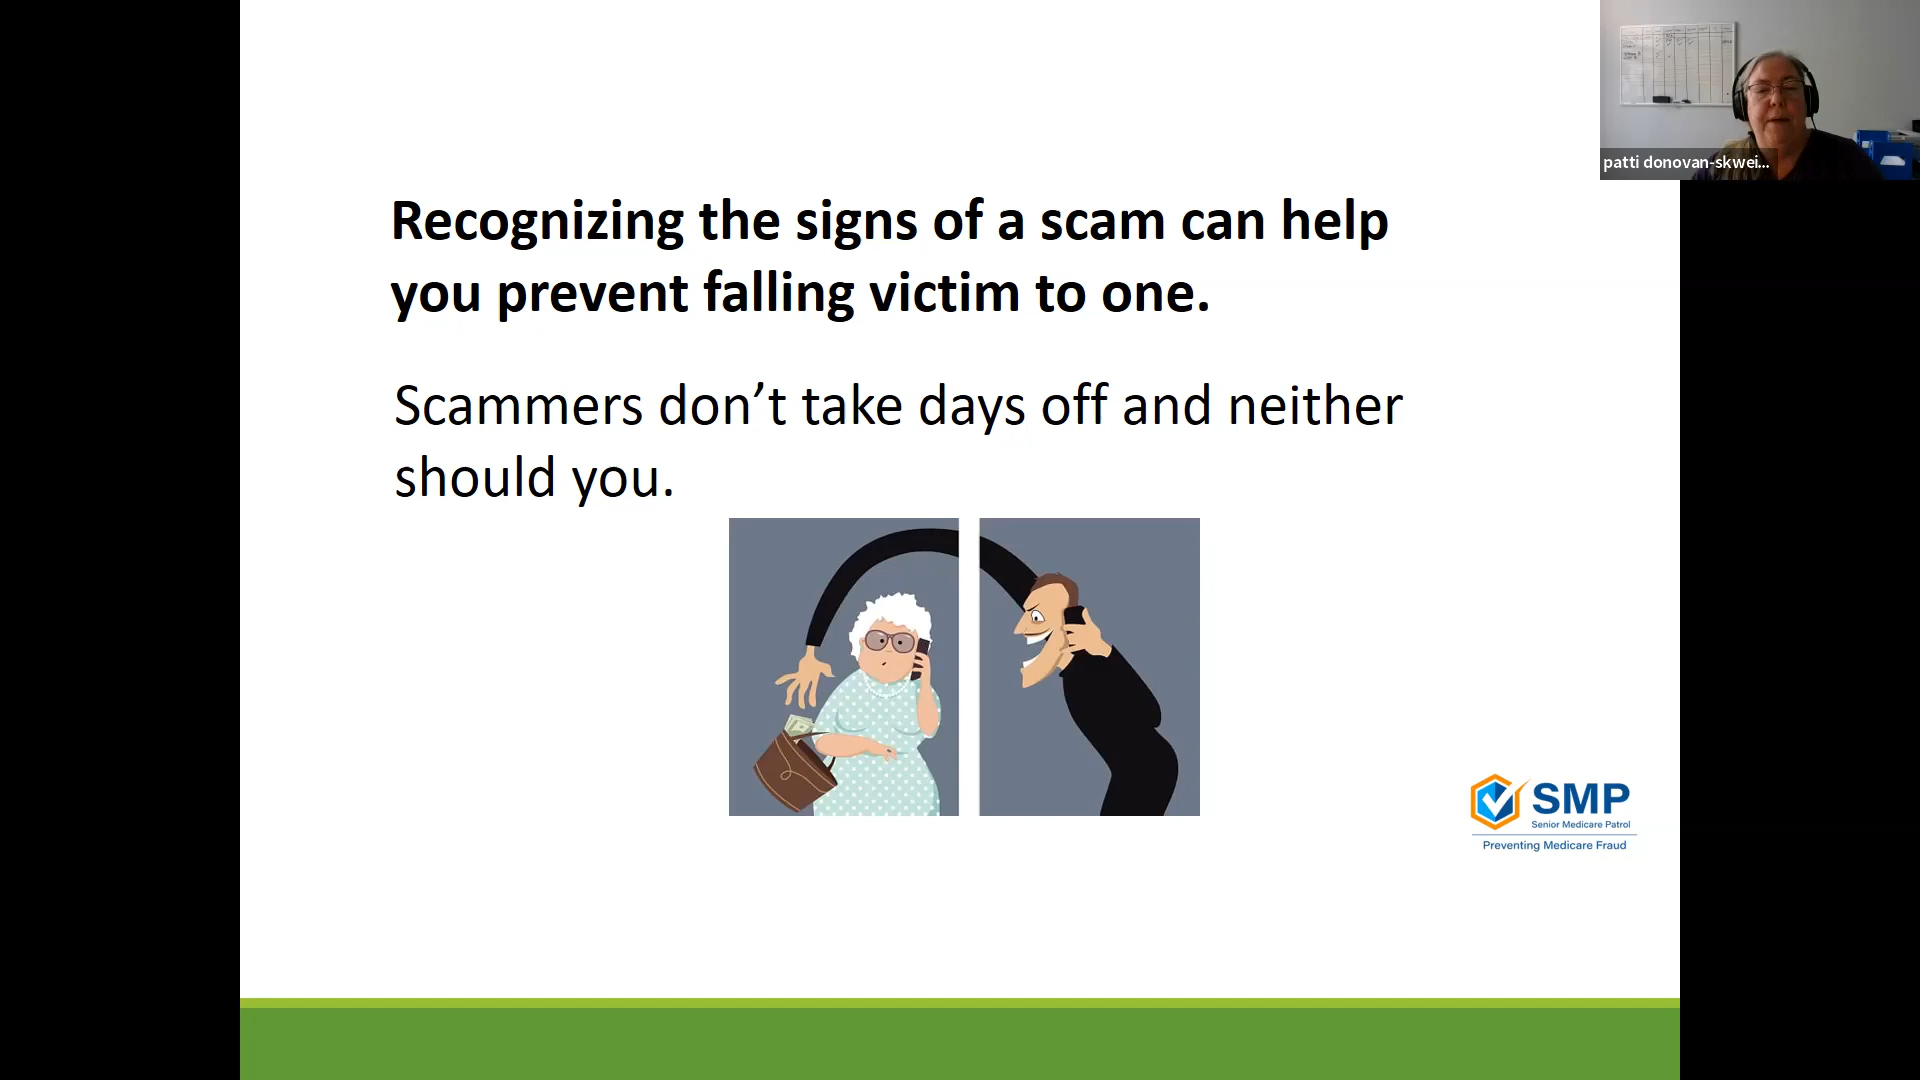 patti donovan-skwei...
Recognizing the signs of a scam can help
you prevent falling victim to one.
Scammers don’t take days off and neither
should you.
SMP
Senior Medicare Patrol
Preventing Medicare Fraud